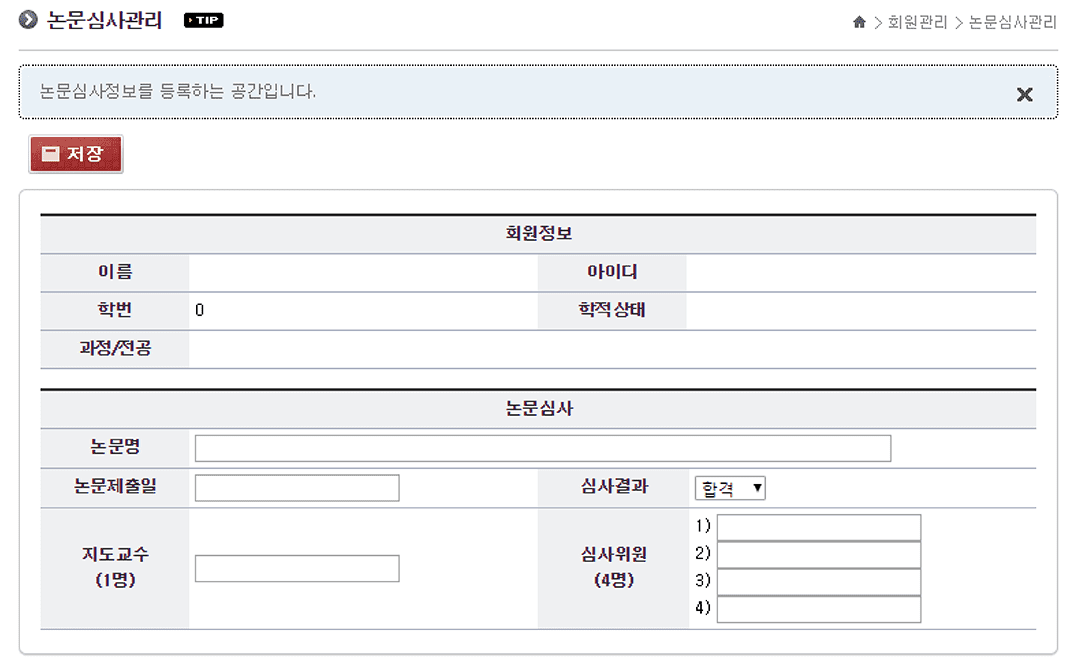 논문심사관리 TIP
> 회원관리 > 논문심사관리
논문심사정보를 등록하는 공간입니다.
저장
회원정보
이름 아이디
학번 0 학적상태
과정/전공
논문심사
논문명
논문제출일 심사결과 합격
지도교수
(1명)
심사위원
(4명)
1)
2)
3)
4)